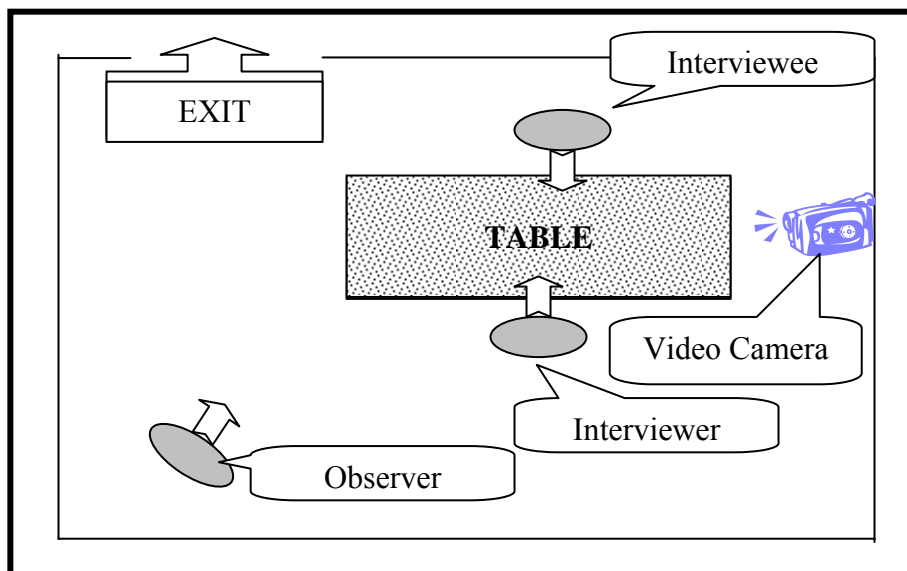 Interviewee
EXIT
TABLE
Video Camera
Interviewer
Observer